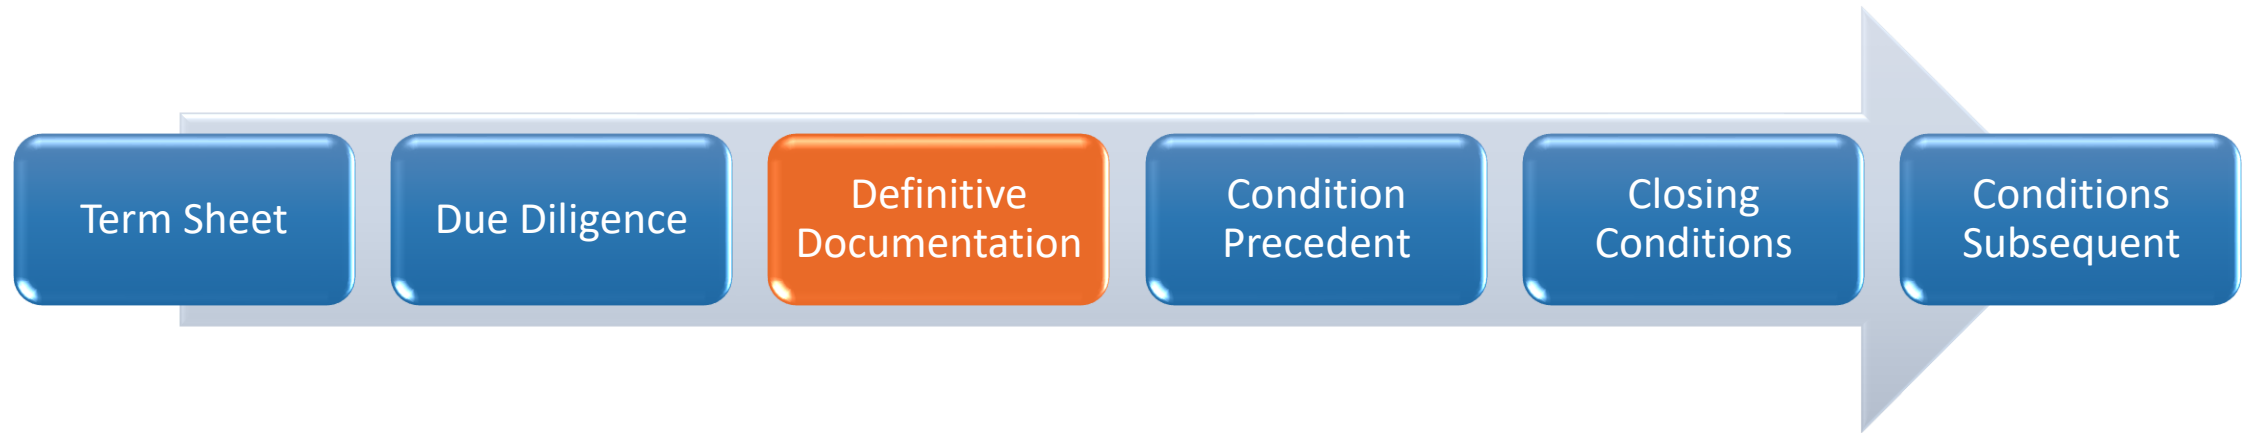 Term Sheet
Due Diligence
Definitive
Documentation
Condition
Precedent
Closing
Conditions
Conditions
Subsequent